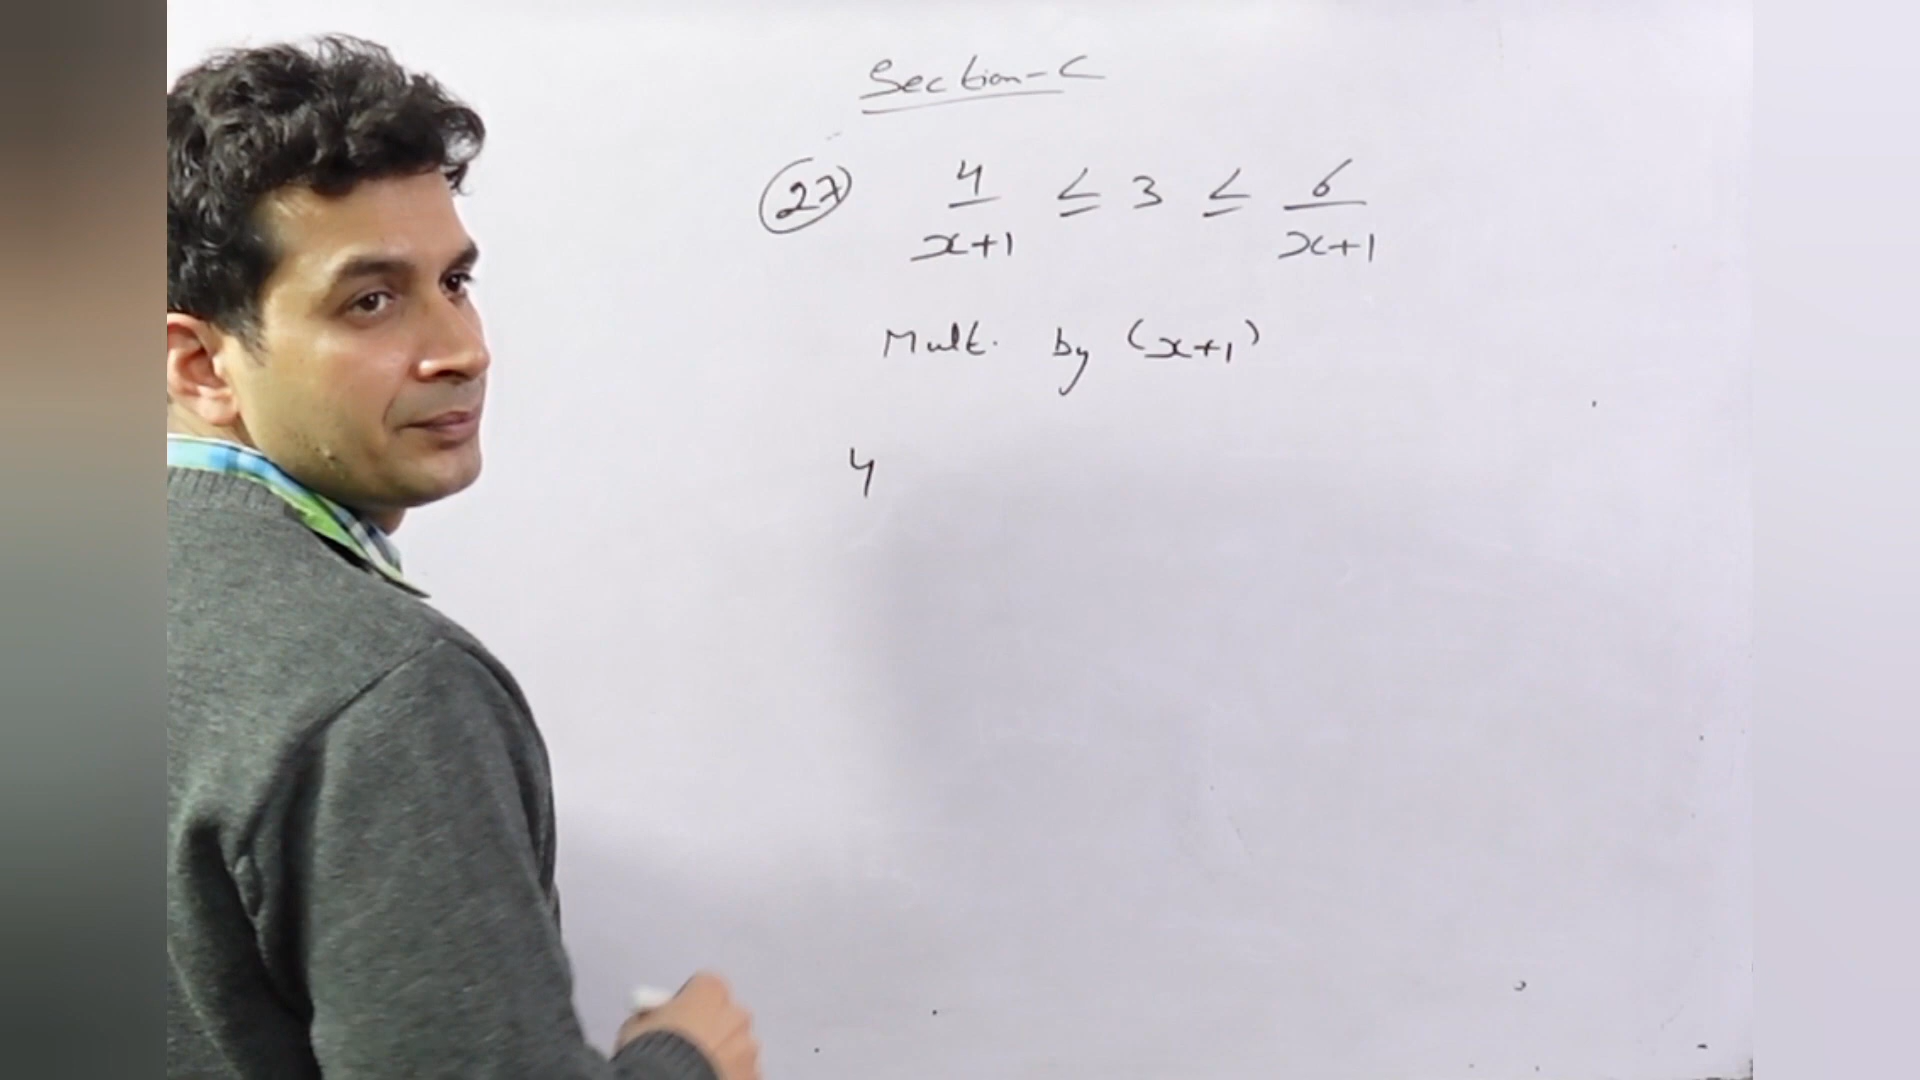 Section-C
27 4/(x+1) ≤ 3 ≤ 6/(x+1)
Mult. by (x+1)
4